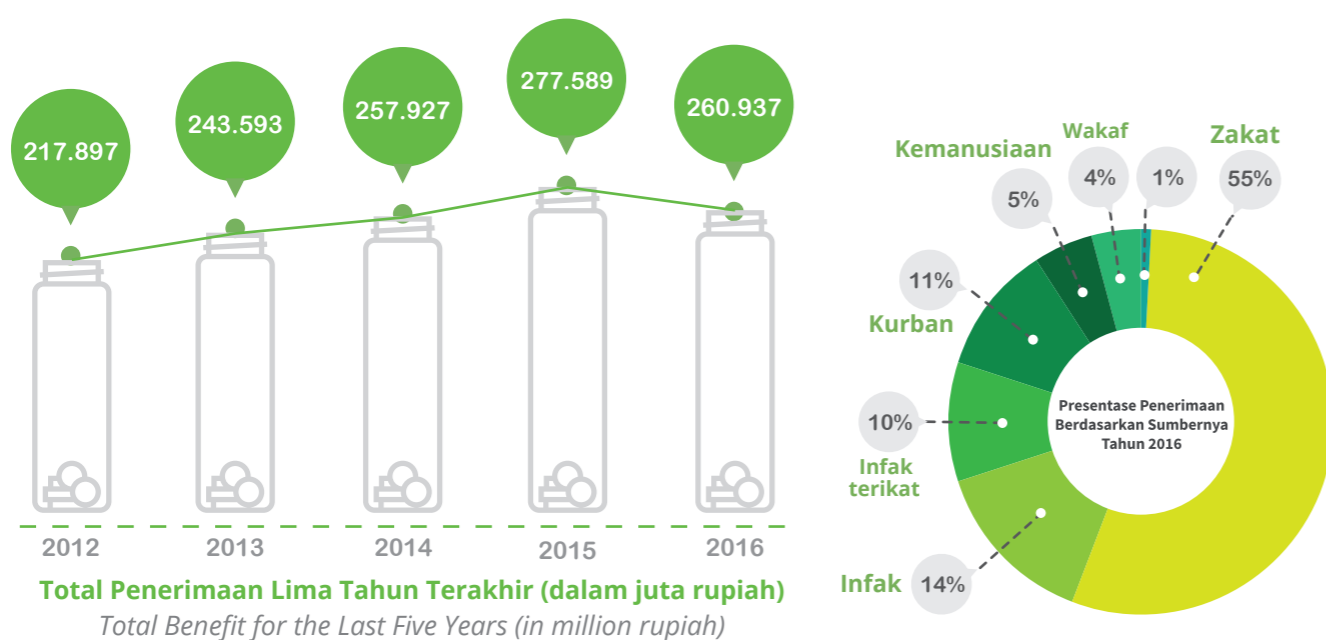 217.897
243.593
257.927
277.589
260.937
2012
2013
2014
2015
2016
Total Penerimaan Lima Tahun Terakhir (dalam juta rupiah)
Total Benefit for the Last Five Years (in million rupiah)
Kemanusiaan
5%
Wakaf
4%
1%
Zakat
55%
11%
Kurban
10%
Infak
terikat
Infak
14%
Presentase Penerimaan
Berdasarkan Sumbernya
Tahun 2016